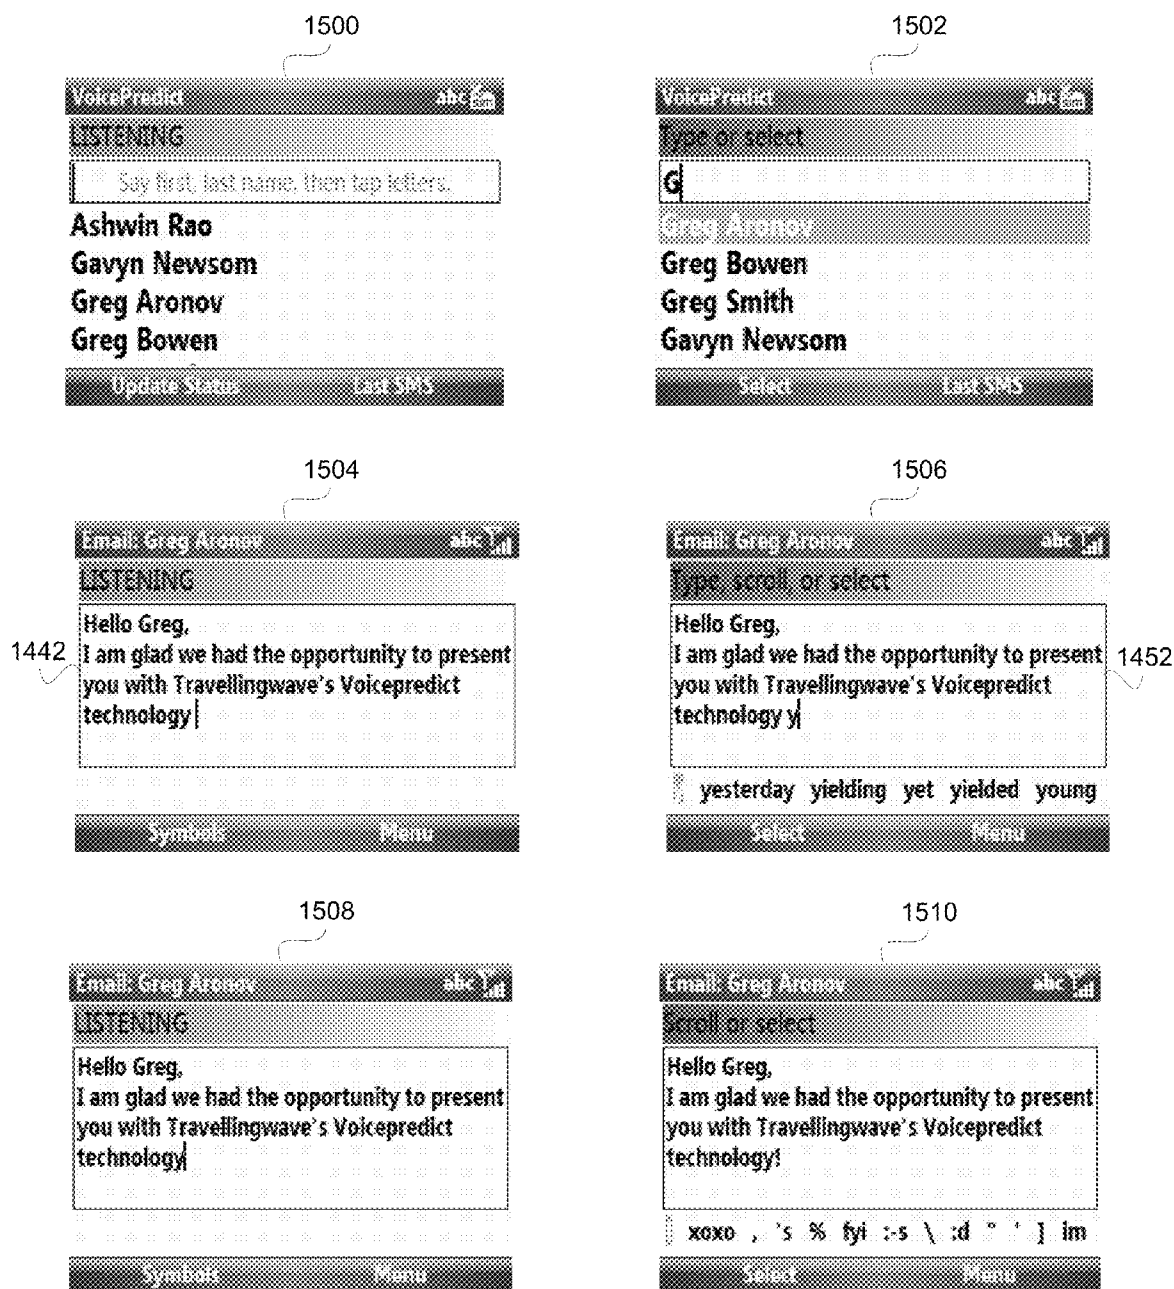 1500
VoicePredict abc
LISTENING
Say first, last name, then tap letters.
Ashwin Rao
Gavyn Newsom
Greg Aronov
Greg Bowen
Update Status Last SMS
1502
VoicePredict abc
Type or select
G
Greg Aronov
Greg Bowen
Greg Smith
Gavyn Newsom
Select Last SMS
1504
Email: Greg Aronov abc
LISTENING
1442
Hello Greg,
I am glad we had the opportunity to present
you with Travellingwave's Voicepredict
technology
Symbols Menu
1506
Email: Greg Aronov abc
Type, scroll, or select
Hello Greg,
I am glad we had the opportunity to present
you with Travellingwave's Voicepredict
technology y
1452
yesterday yielding yet yielded young
Select Menu
1508
Email: Greg Aronov abc
LISTENING
Hello Greg,
I am glad we had the opportunity to present
you with Travellingwave's Voicepredict
technology
Symbols Menu
1510
Email: Greg Aronov abc
Scroll or select
Hello Greg,
I am glad we had the opportunity to present
you with Travellingwave's Voicepredict
technology!
xoxo , 's % fyi :-s \ :d " ' ] im
Select Menu